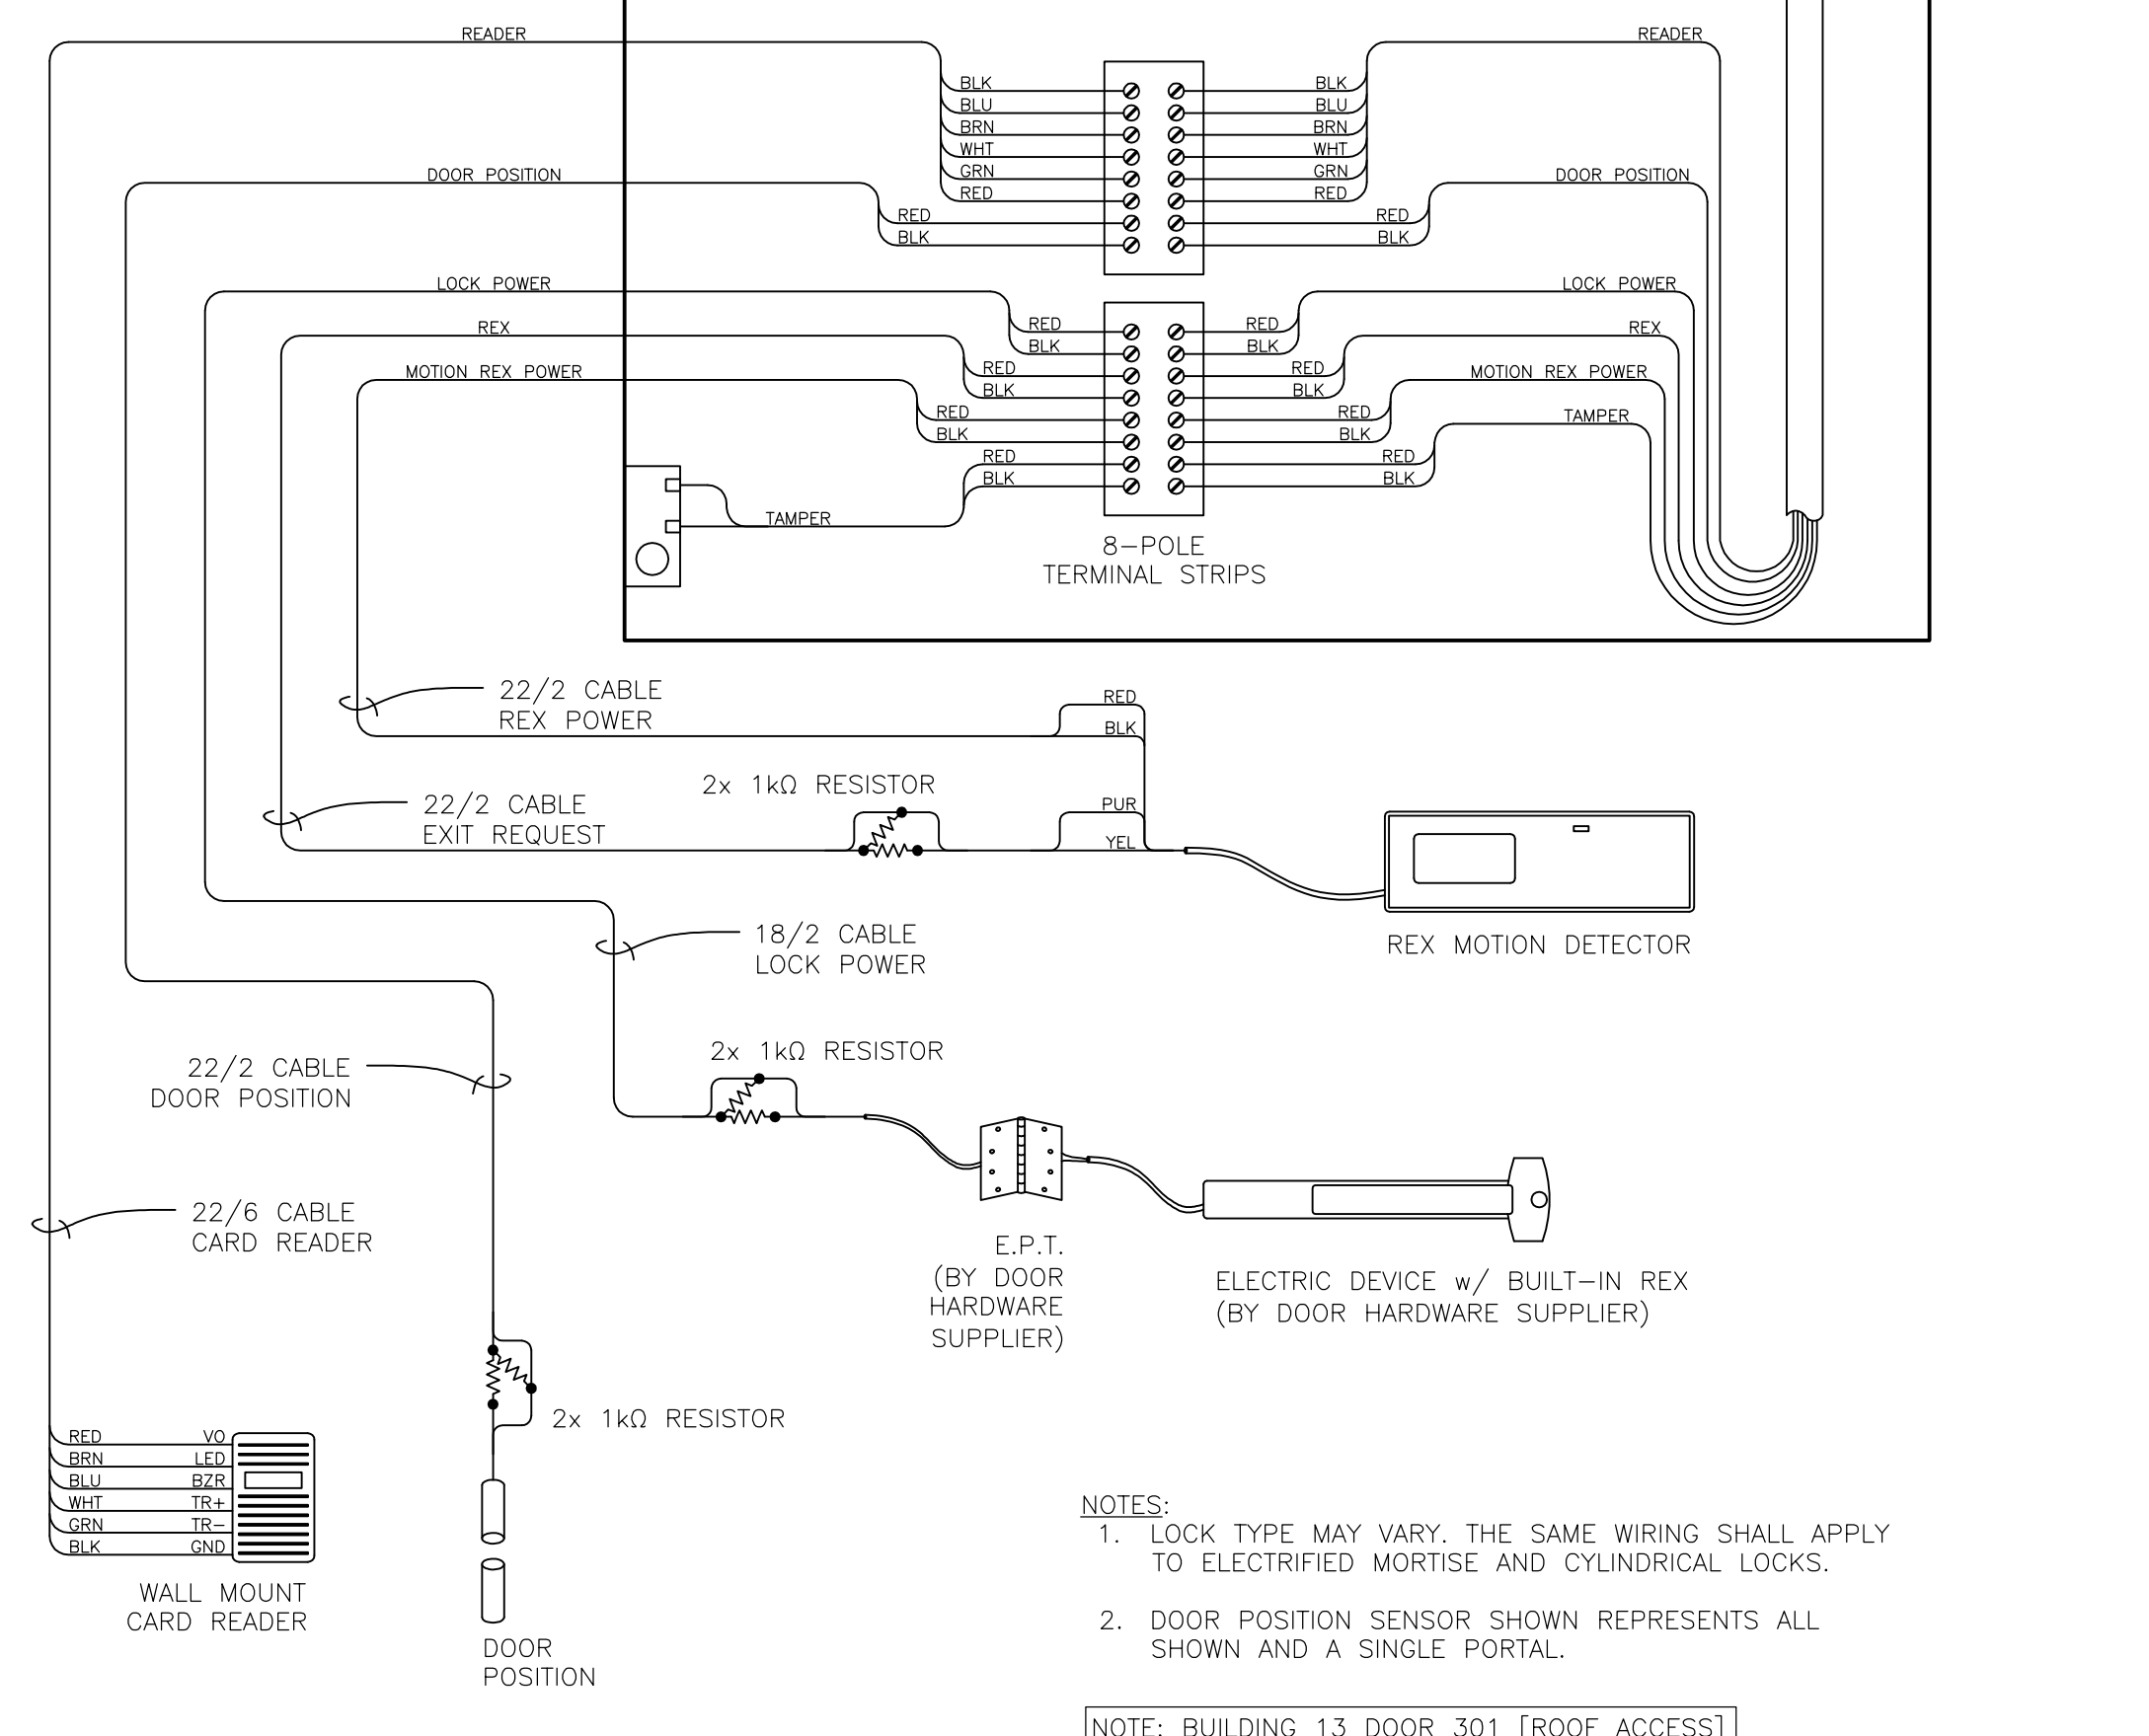 READER
READER
BLK
BLK
BLU
BLU
BRN
BRN
WHT
WHT
GRN
GRN
RED
RED
DOOR POSITION
DOOR POSITION
RED
RED
BLK
BLK
LOCK POWER
LOCK POWER
RED
RED
BLK
BLK
REX
REX
RED
RED
BLK
BLK
MOTION REX POWER
MOTION REX POWER
RED
RED
BLK
BLK
TAMPER
RED
RED
BLK
BLK
TAMPER
8-POLE
TERMINAL STRIPS
22/2 CABLE
REX POWER
RED
BLK
2x 1kΩ RESISTOR
22/2 CABLE
EXIT REQUEST
PUR
YEL
REX MOTION DETECTOR
18/2 CABLE
LOCK POWER
2x 1kΩ RESISTOR
22/2 CABLE
DOOR POSITION
22/6 CABLE
CARD READER
E.P.T.
(BY DOOR
HARDWARE
SUPPLIER)
ELECTRIC DEVICE w/ BUILT-IN REX
(BY DOOR HARDWARE SUPPLIER)
2x 1kΩ RESISTOR
RED VO
BRN LED
BLU BZR
WHT TR+
GRN TR-
BLK GND
WALL MOUNT
CARD READER
DOOR
POSITION
NOTES:
1. LOCK TYPE MAY VARY. THE SAME WIRING SHALL APPLY
TO ELECTRIFIED MORTISE AND CYLINDRICAL LOCKS.
2. DOOR POSITION SENSOR SHOWN REPRESENTS ALL
SHOWN AND A SINGLE PORTAL.
NOTE: BUILDING 13 DOOR 301 [ROOF ACCESS]